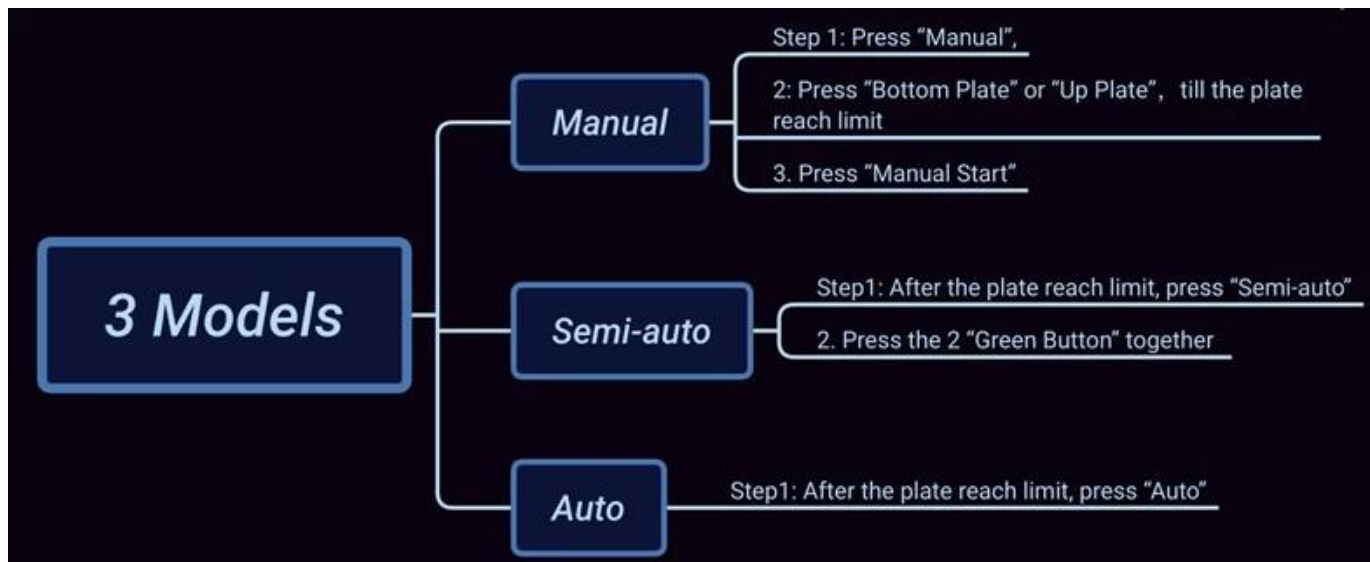 3 Models
Manual
Step 1: Press “Manual”,
2: Press “Bottom Plate” or “Up Plate”, till the plate
reach limit
3. Press “Manual Start”
Semi-auto
Step1: After the plate reach limit, press “Semi-auto”
2. Press the 2 “Green Button” together
Auto
Step1: After the plate reach limit, press “Auto”